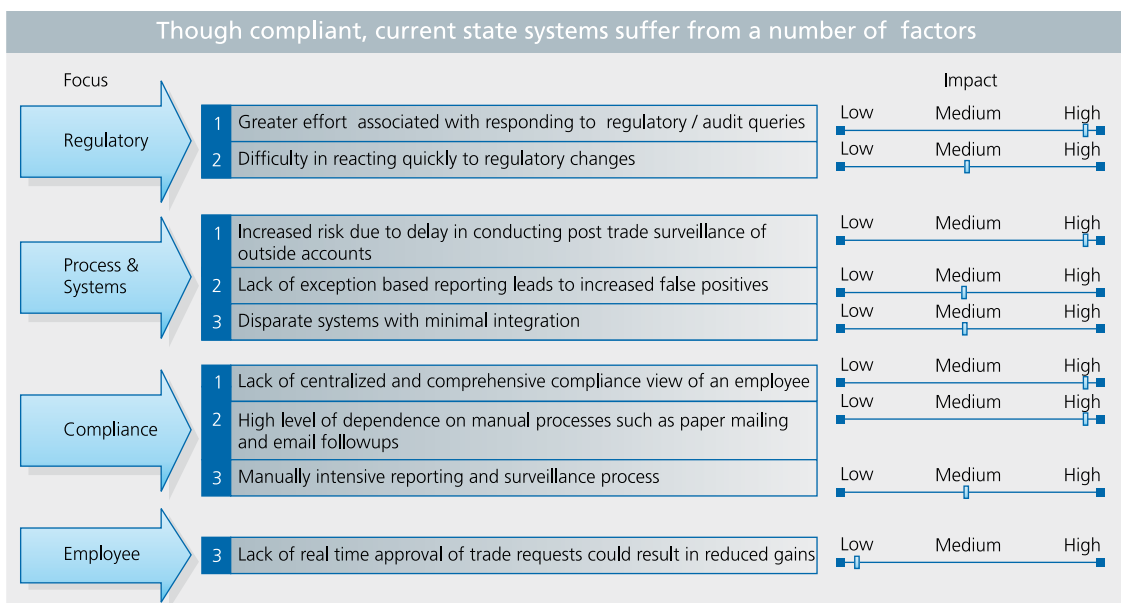 Though compliant, current state systems suffer from a number of factors
Focus
Impact
Regulatory
1 Greater effort associated with responding to regulatory / audit queries
Low Medium High
2 Difficulty in reacting quickly to regulatory changes
Low Medium High
Process &
Systems
1 Increased risk due to delay in conducting post trade surveillance of
outside accounts
Low Medium High
2 Lack of exception based reporting leads to increased false positives
Low Medium High
3 Disparate systems with minimal integration
Low Medium High
Compliance
1 Lack of centralized and comprehensive compliance view of an employee
Low Medium High
2 High level of dependence on manual processes such as paper mailing
and email followups
Low Medium High
3 Manually intensive reporting and surveillance process
Low Medium High
Employee
3 Lack of real time approval of trade requests could result in reduced gains
Low Medium High